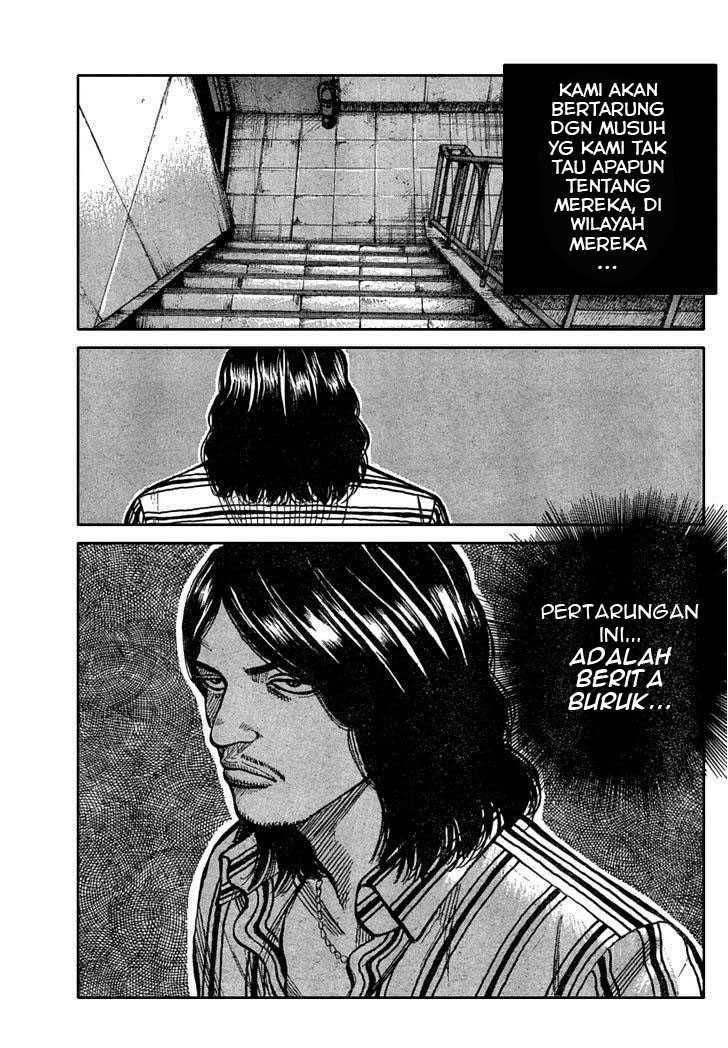 KAMI AKAN
BERTARUNG
DGN MUSUH
YG KAMI TAK
TAU APAPUN
TENTANG
MEREKA, DI
WILAYAH
MEREKA
...
PERTARUNGAN
INI...
ADALAH
BERITA
BURUK...